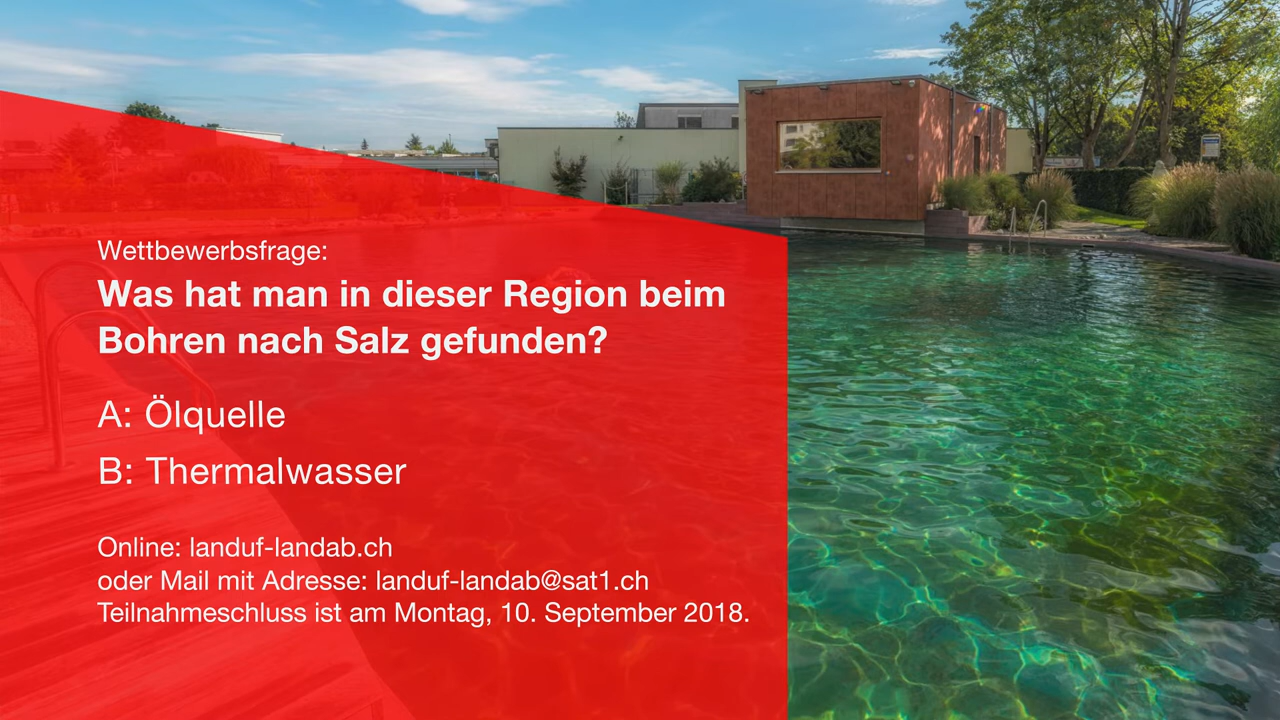 Wettbewerbsfrage:
Was hat man in dieser Region beim
Bohren nach Salz gefunden?
A: Ölquelle
B: Thermalwasser
Online: landuf-landab.ch
oder Mail mit Adresse: landuf-landab@sat1.ch
Teilnahmeschluss ist am Montag, 10. September 2018.